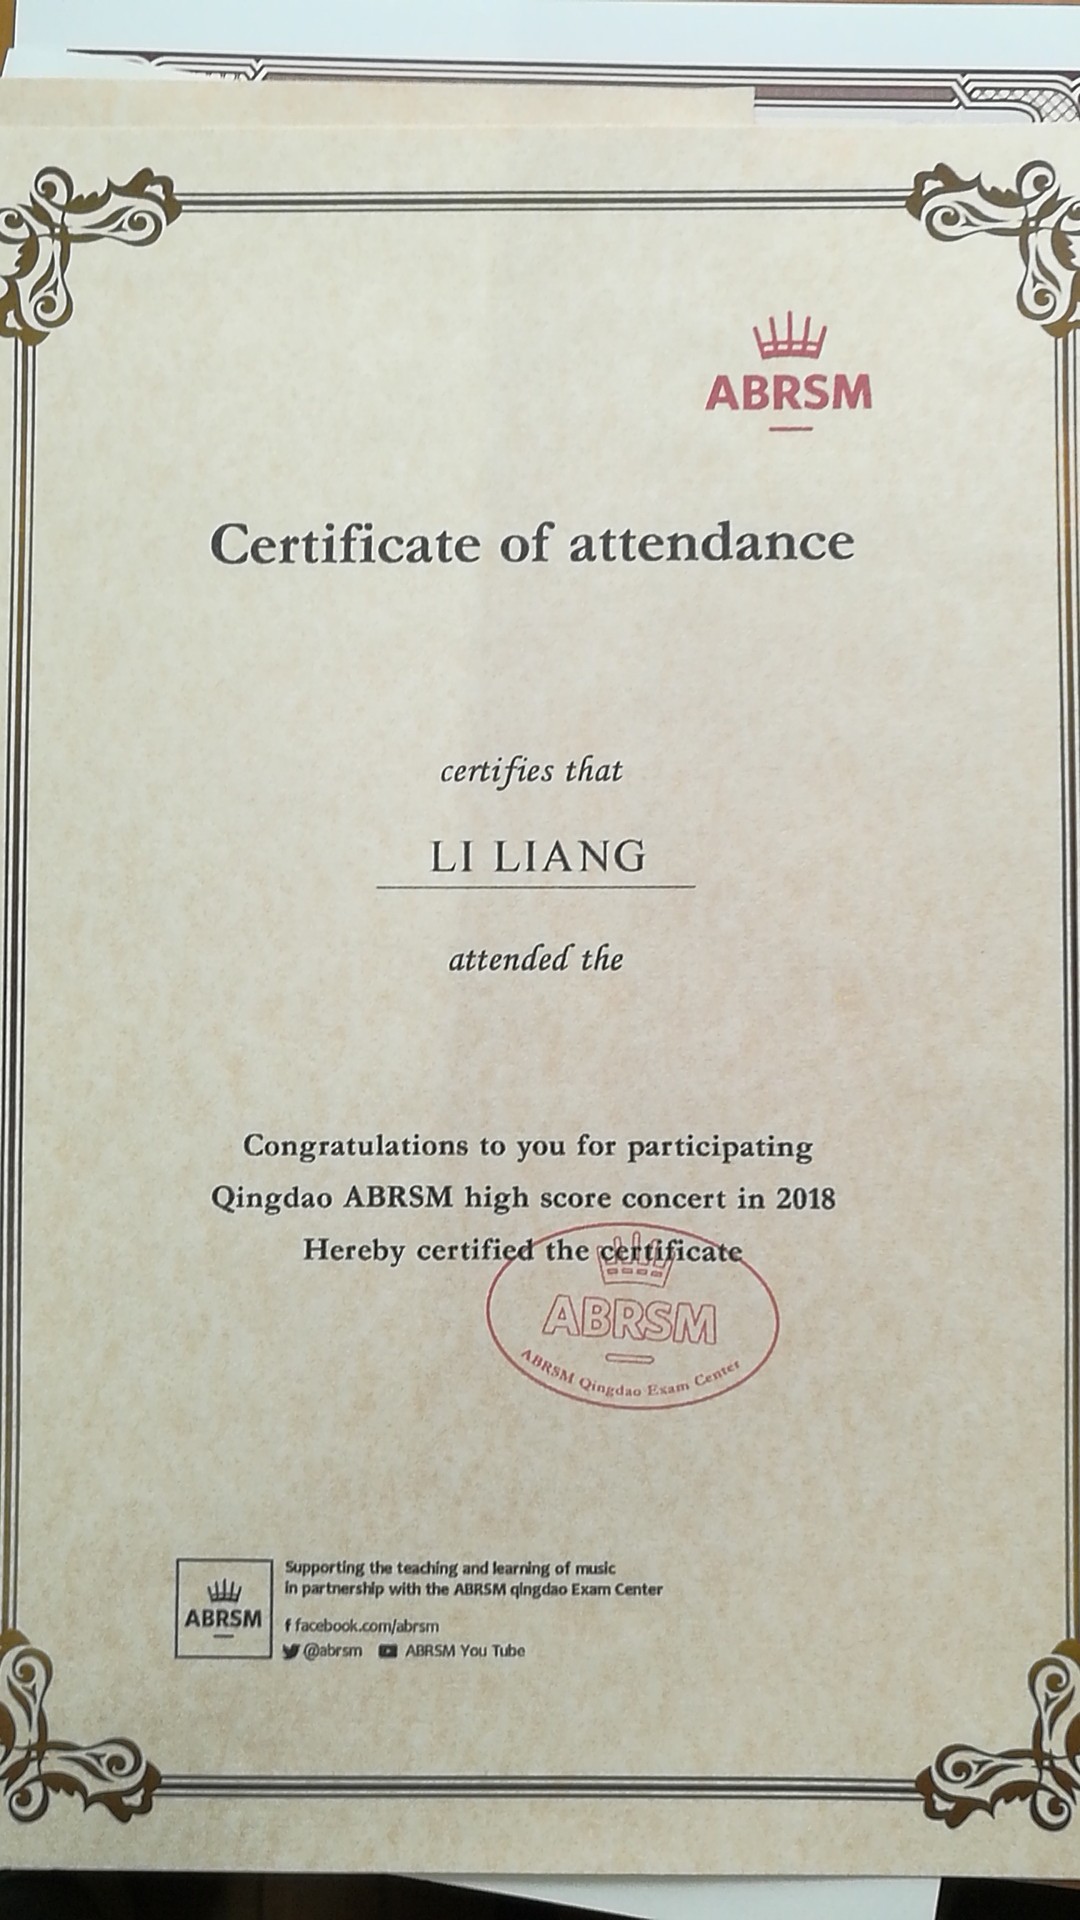 ABRSM
Certificate of attendance
certifies that
LI LIANG
attended the
Congratulations to you for participating
Qingdao ABRSM high score concert in 2018
Hereby certified the certificate
ABRSM
ABRSM Qingdao Exam Center
ABRSM
Supporting the teaching and learning of music
in partnership with the ABRSM qingdao Exam Center
f facebook.com/abrsm
@abrsm ABRSM You Tube